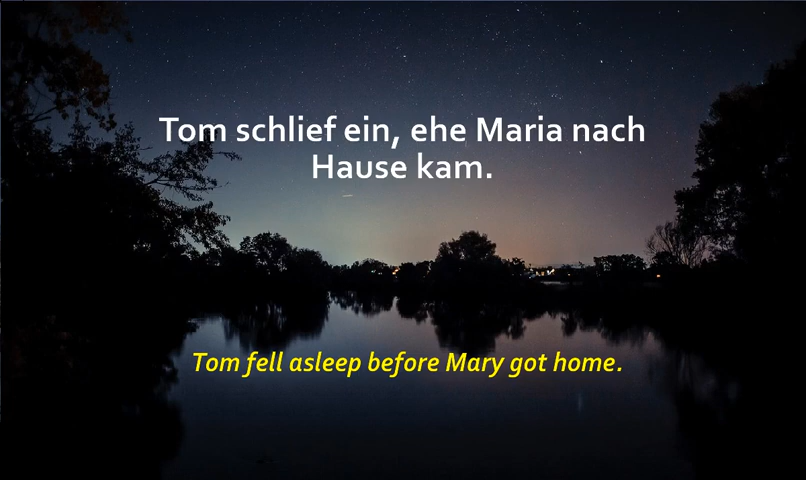 Tom schlief ein, ehe Maria nach
Hause kam.
Tom fell asleep before Mary got home.